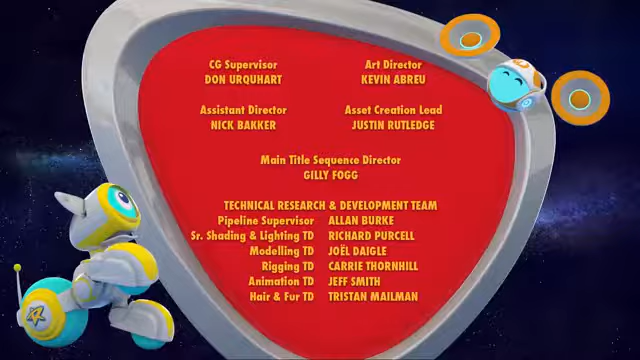 CG Supervisor Art Director
DON URQUHART KEVIN ABREU
Assistant Director Asset Creation Lead
NICK BAKKER JUSTIN RUTLEDGE
Main Title Sequence Director
GILLY FOGG
TECHNICAL RESEARCH & DEVELOPMENT TEAM
Pipeline Supervisor ALLAN BURKE
Sr. Shading & Lighting TD RICHARD PURCELL
Modelling TD JOËL DAIGLE
Rigging TD CARRIE THORNHILL
Animation TD JEFF SMITH
Hair & Fur TD TRISTAN MAILMAN